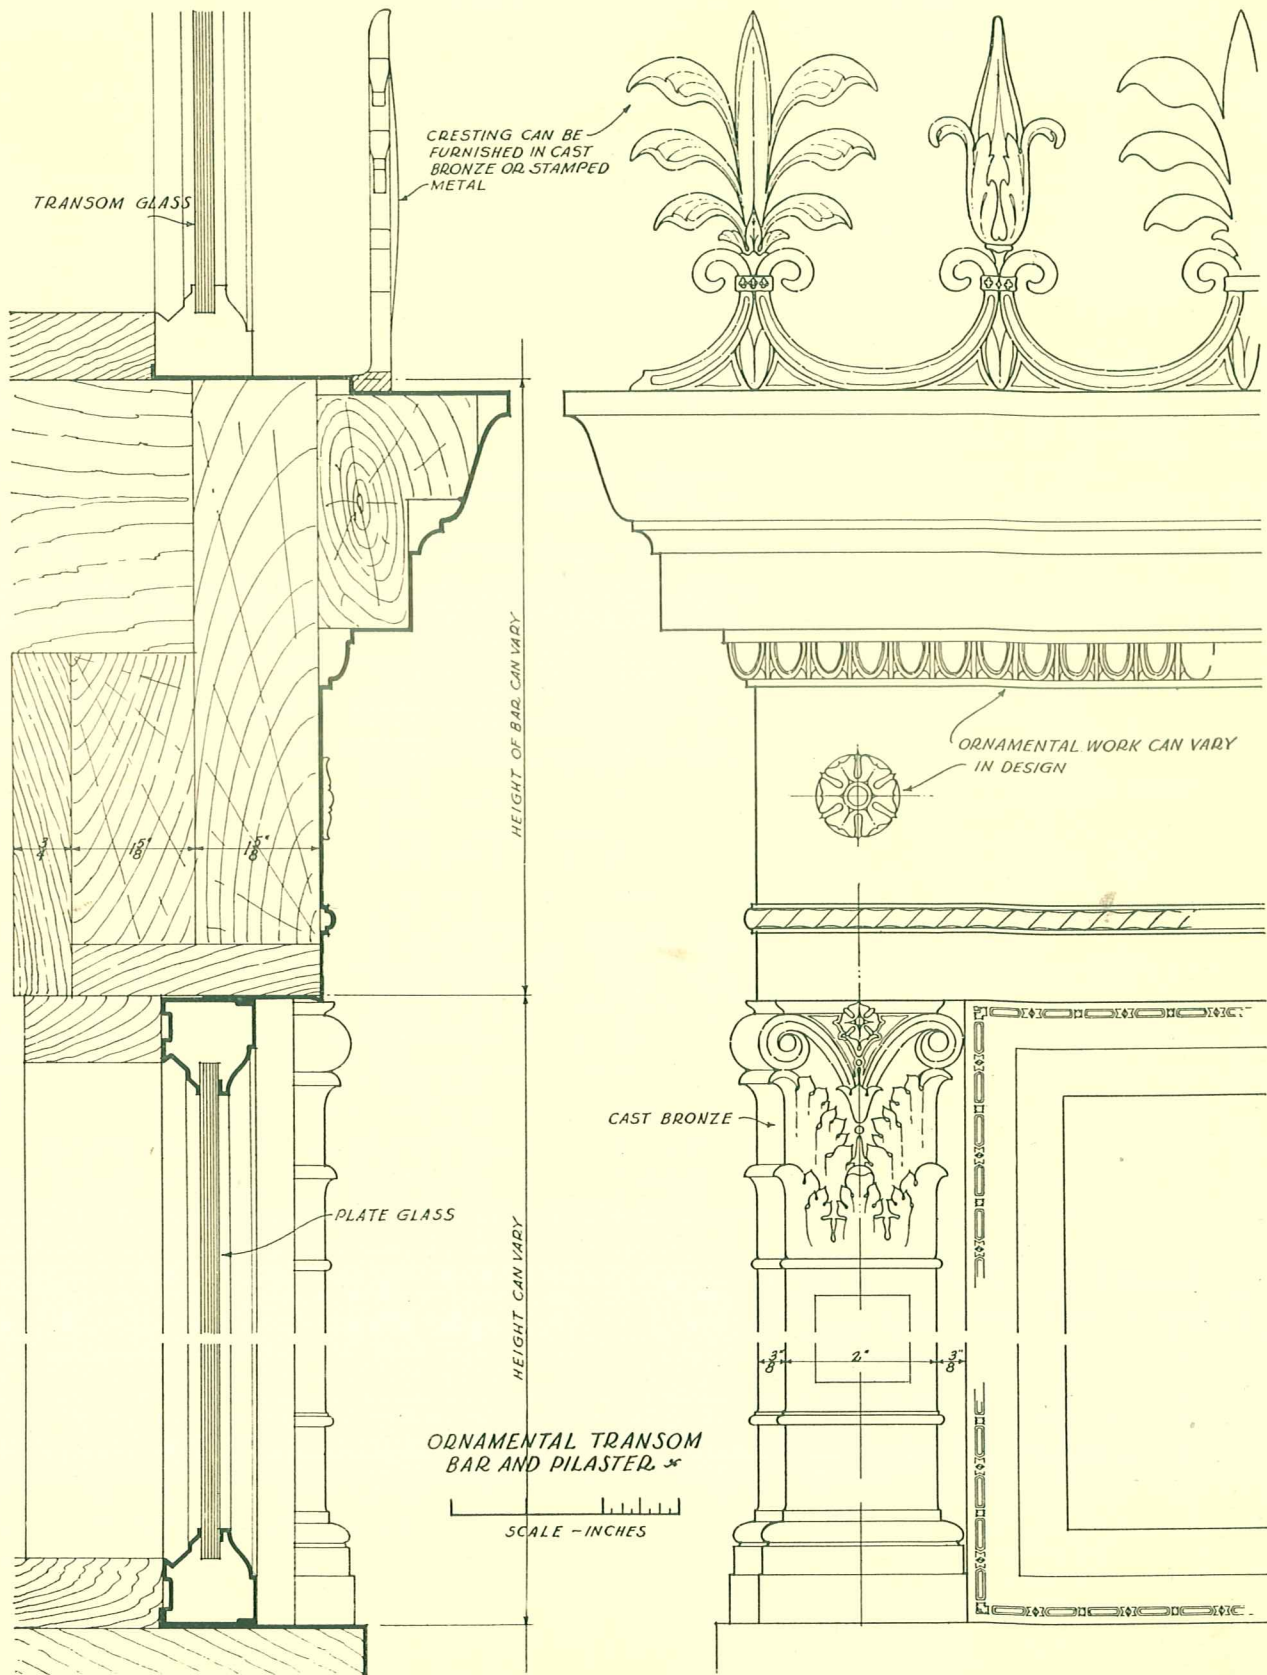 CRESTING CAN BE
FURNISHED IN CAST
BRONZE OR STAMPED
METAL
TRANSOM GLASS
HEIGHT OF BAR CAN VARY
ORNAMENTAL WORK CAN VARY
IN DESIGN
3/4
1 5/8"
1 5/8"
CAST BRONZE
PLATE GLASS
HEIGHT CAN VARY
3/8"
2"
3/8"
ORNAMENTAL TRANSOM
BAR AND PILASTER
SCALE - INCHES